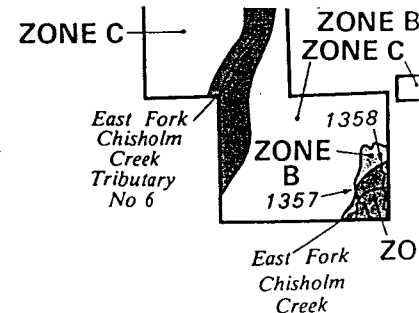 ZONE C
ZONE B
ZONE C
East Fork
Chisholm
Creek
Tributary
No 6
1358
ZONE
B
1357
ZO
East Fork
Chisholm
Creek